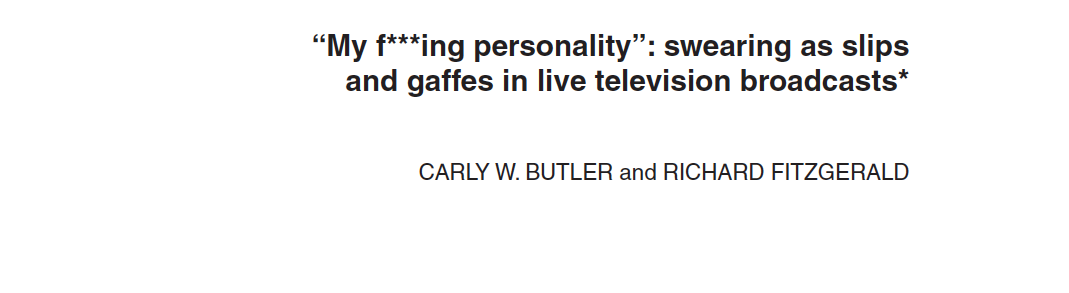 “My f***ing personality”: swearing as slips
and gaffes in live television broadcasts*
CARLY W. BUTLER and RICHARD FITZGERALD